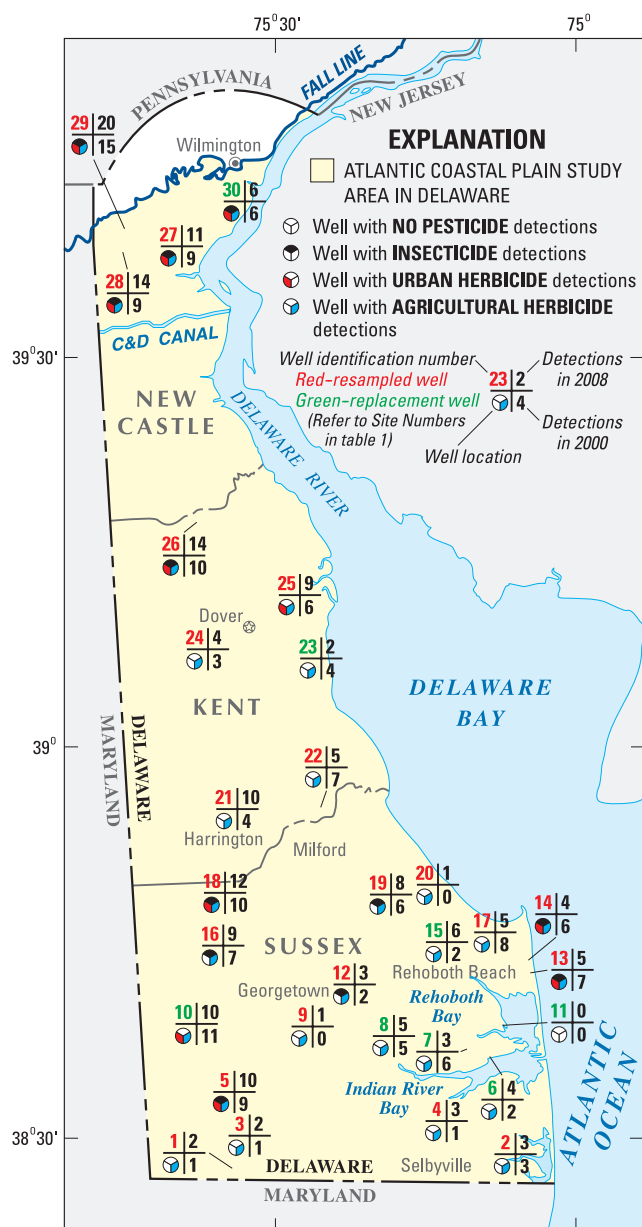 75° 30'
75°
PENNSYLVANIA
FALL LINE
NEW JERSEY
29 20
15
Wilmington
EXPLANATION
ATLANTIC COASTAL PLAIN STUDY
AREA IN DELAWARE
30 6
6
Well with NO PESTICIDE detections
27 11
9
Well with INSECTICIDE detections
28 14
9
Well with URBAN HERBICIDE detections
Well with AGRICULTURAL HERBICIDE
detections
C&D CANAL
39°30'
Well identification number
Red–resampled well
Green–replacement well
(Refer to Site Numbers
in table 1)
Well location
23 2
4
Detections
in 2008
Detections
in 2000
NEW
CASTLE
DELAWARE RIVER
26 14
10
25 9
6
Dover
24 4
3
23 2
4
DELAWARE
BAY
KENT
MARYLAND
DELAWARE
39°
22 5
7
21 10
4
Harrington
Milford
18 12
10
19 8
6
20 1
0
14 4
6
16 9
7
SUSSEX
15 6
2
17 5
8
Rehoboth Beach
13 5
7
12 3
2
Georgetown
Rehoboth
Bay
10 10
11
9 1
0
8 5
5
7 3
6
11 0
0
Indian River
Bay
5 10
9
6 4
2
4 3
1
ATLANTIC
OCEAN
38°30'
3 2
1
1 2
1
2 3
3
Selbyville
DELAWARE
MARYLAND